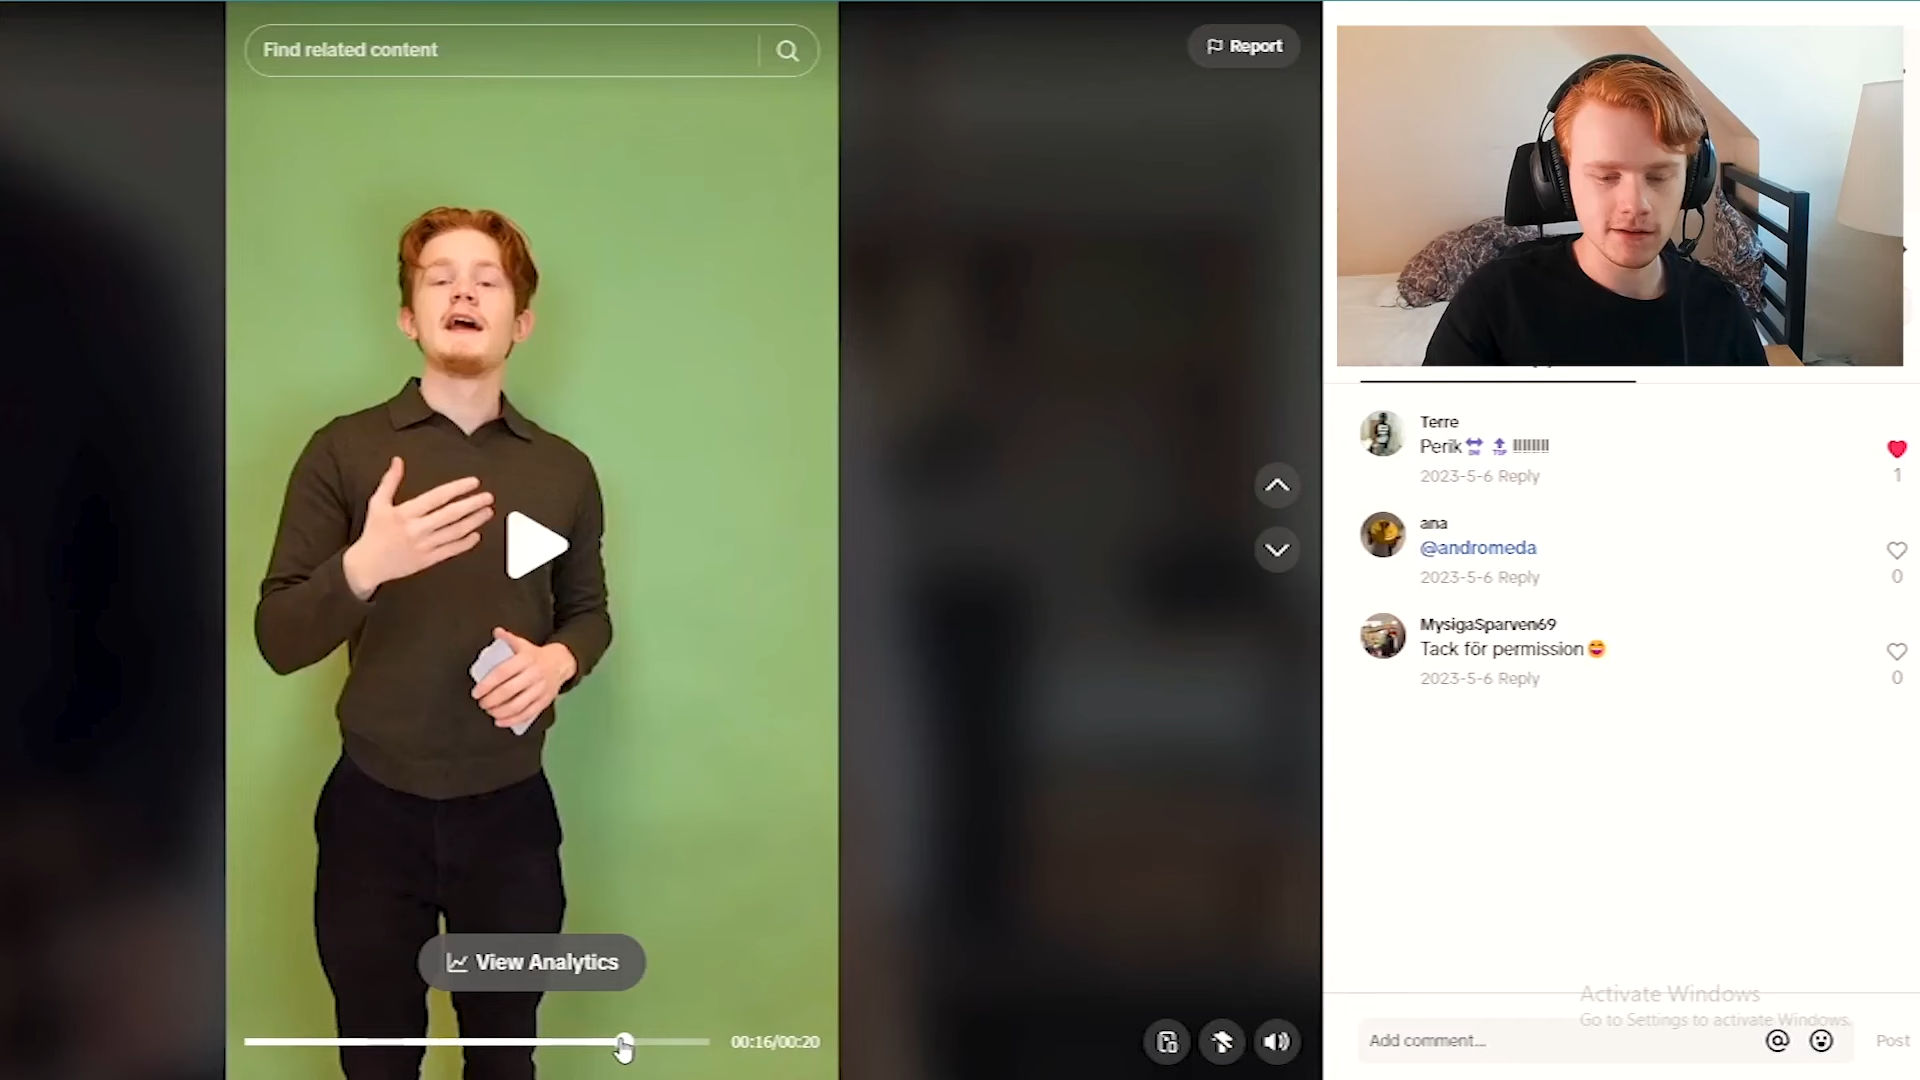 Find related content
Report
Terre
Perik
2023-5-6 Reply
1
ana
@andromeda
2023-5-6 Reply
0
MysigaSparven69
Tack för permission
2023-5-6 Reply
0
View Analytics
00:16/00:20
Activate Windows
Go to Settings to activate Windows.
Add comment...
Post